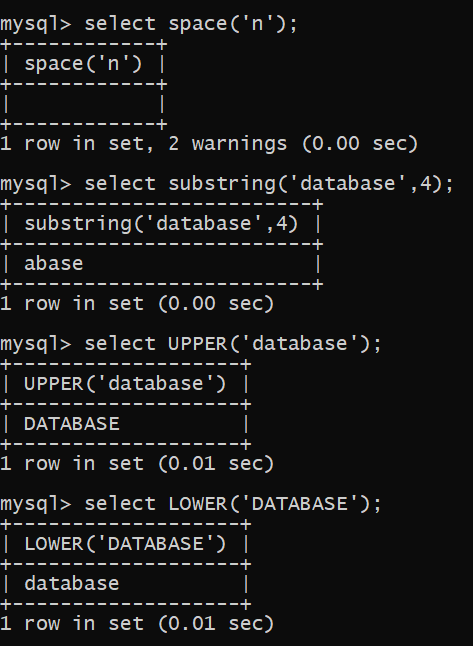 mysql> select space('n');
+------------+
| space('n') |
+------------+
|            |
+------------+
1 row in set, 2 warnings (0.00 sec)
mysql> select substring('database',4);
+-------------------------+
| substring('database',4) |
+-------------------------+
| abase                   |
+-------------------------+
1 row in set (0.00 sec)
mysql> select UPPER('database');
+-------------------+
| UPPER('database') |
+-------------------+
| DATABASE          |
+-------------------+
1 row in set (0.01 sec)
mysql> select LOWER('DATABASE');
+-------------------+
| LOWER('DATABASE') |
+-------------------+
| database          |
+-------------------+
1 row in set (0.01 sec)